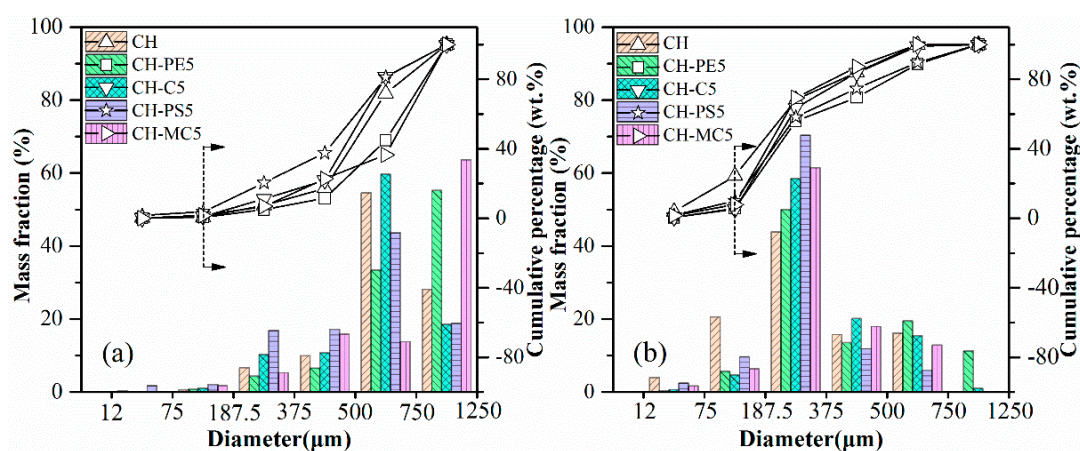 100
80
60
40
20
0
Mass fraction (%)
CH
CH-PE5
CH-C5
CH-PS5
CH-MC5
(a)
80
40
0
-40
-80
Cumulative percentage (wt.%)
12
75
187.5
375
500
750
1250
Diameter(μm)
100
80
60
40
20
0
Mass fraction (%)
CH
CH-PE5
CH-C5
CH-PS5
CH-MC5
(b)
80
40
0
-40
-80
Cumulative percentage (wt.%)
12
75
187.5
375
500
750
1250
Diameter(μm)